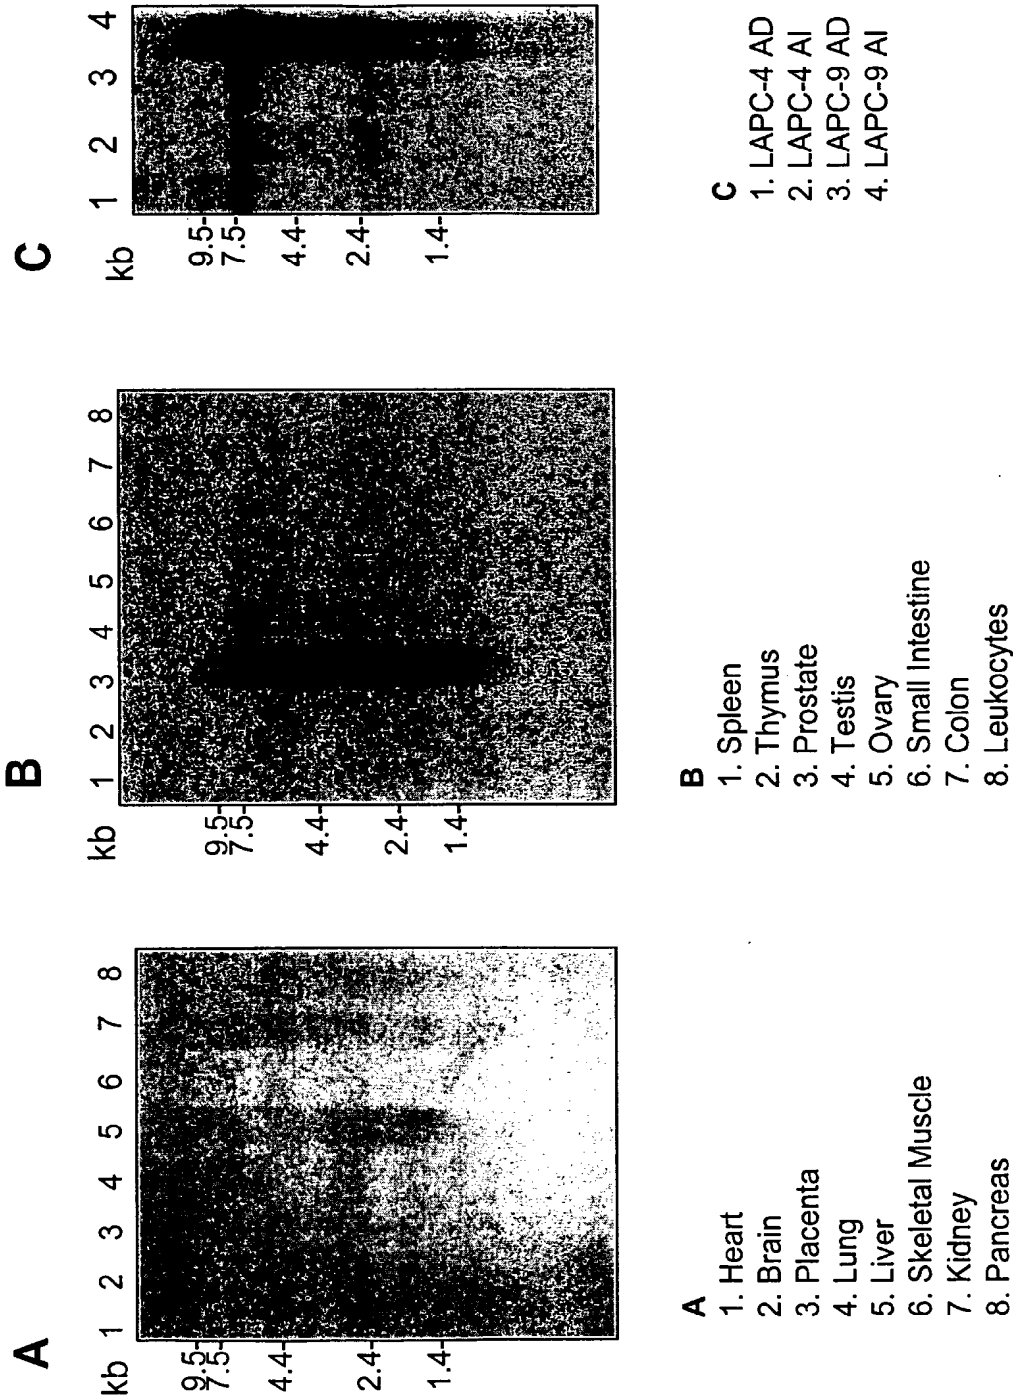 A
kb
1 2 3 4 5 6 7 8
9.5-
7.5-
4.4-
2.4-
1.4-
A
1. Heart
2. Brain
3. Placenta
4. Lung
5. Liver
6. Skeletal Muscle
7. Kidney
8. Pancreas
B
kb
1 2 3 4 5 6 7 8
9.5-
7.5-
4.4-
2.4-
1.4-
B
1. Spleen
2. Thymus
3. Prostate
4. Testis
5. Ovary
6. Small Intestine
7. Colon
8. Leukocytes
C
kb
1 2 3 4
9.5-
7.5-
4.4-
2.4-
1.4-
C
1. LAPC-4 AD
2. LAPC-4 AI
3. LAPC-9 AD
4. LAPC-9 AI